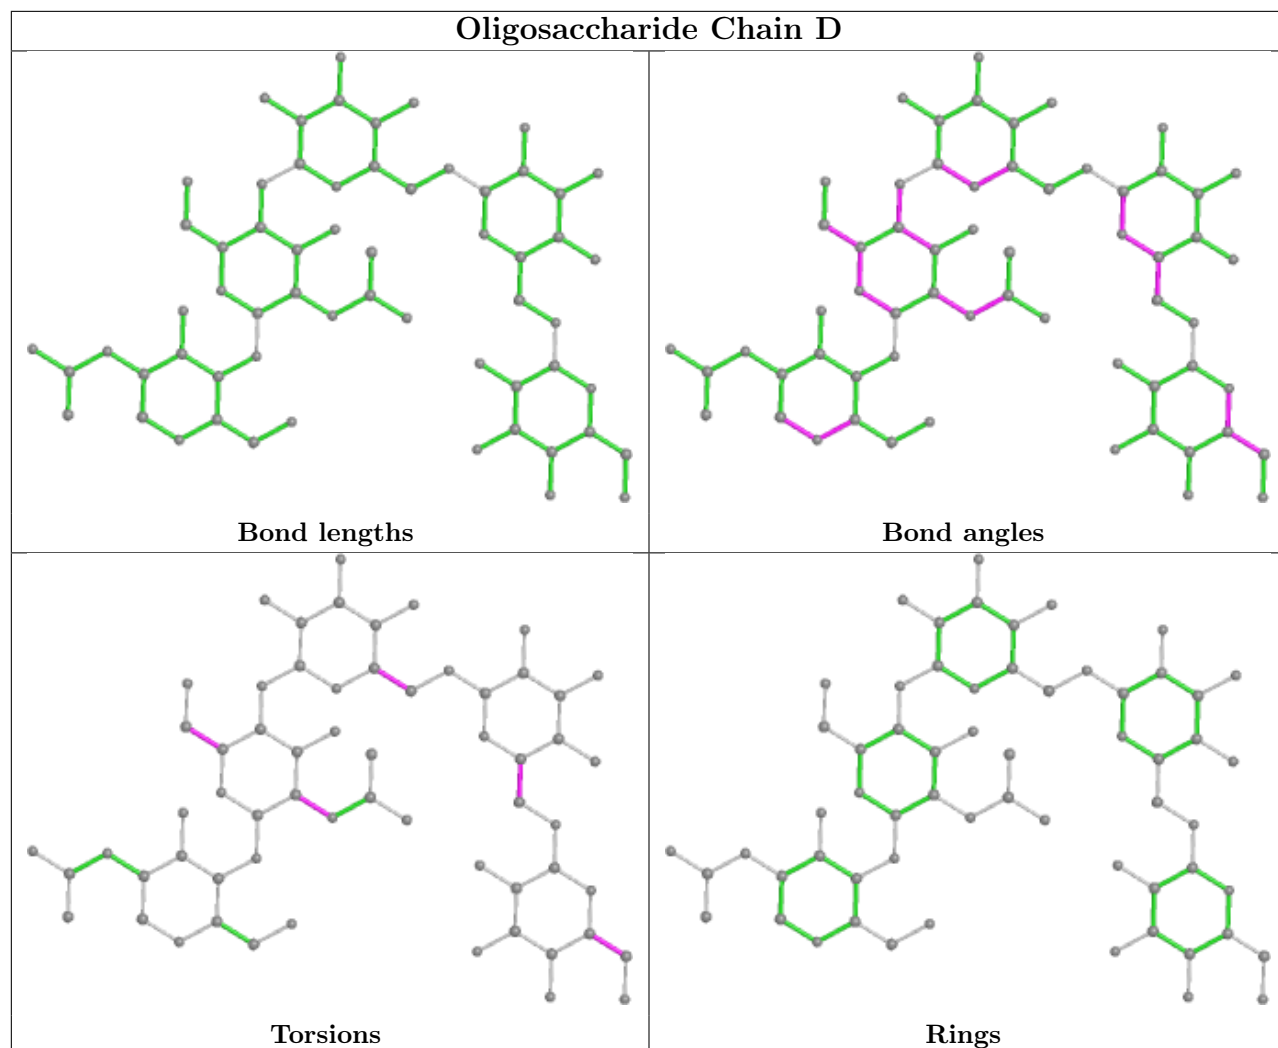 Oligosaccharide Chain D
Bond lengths
Bond angles
Torsions
Rings